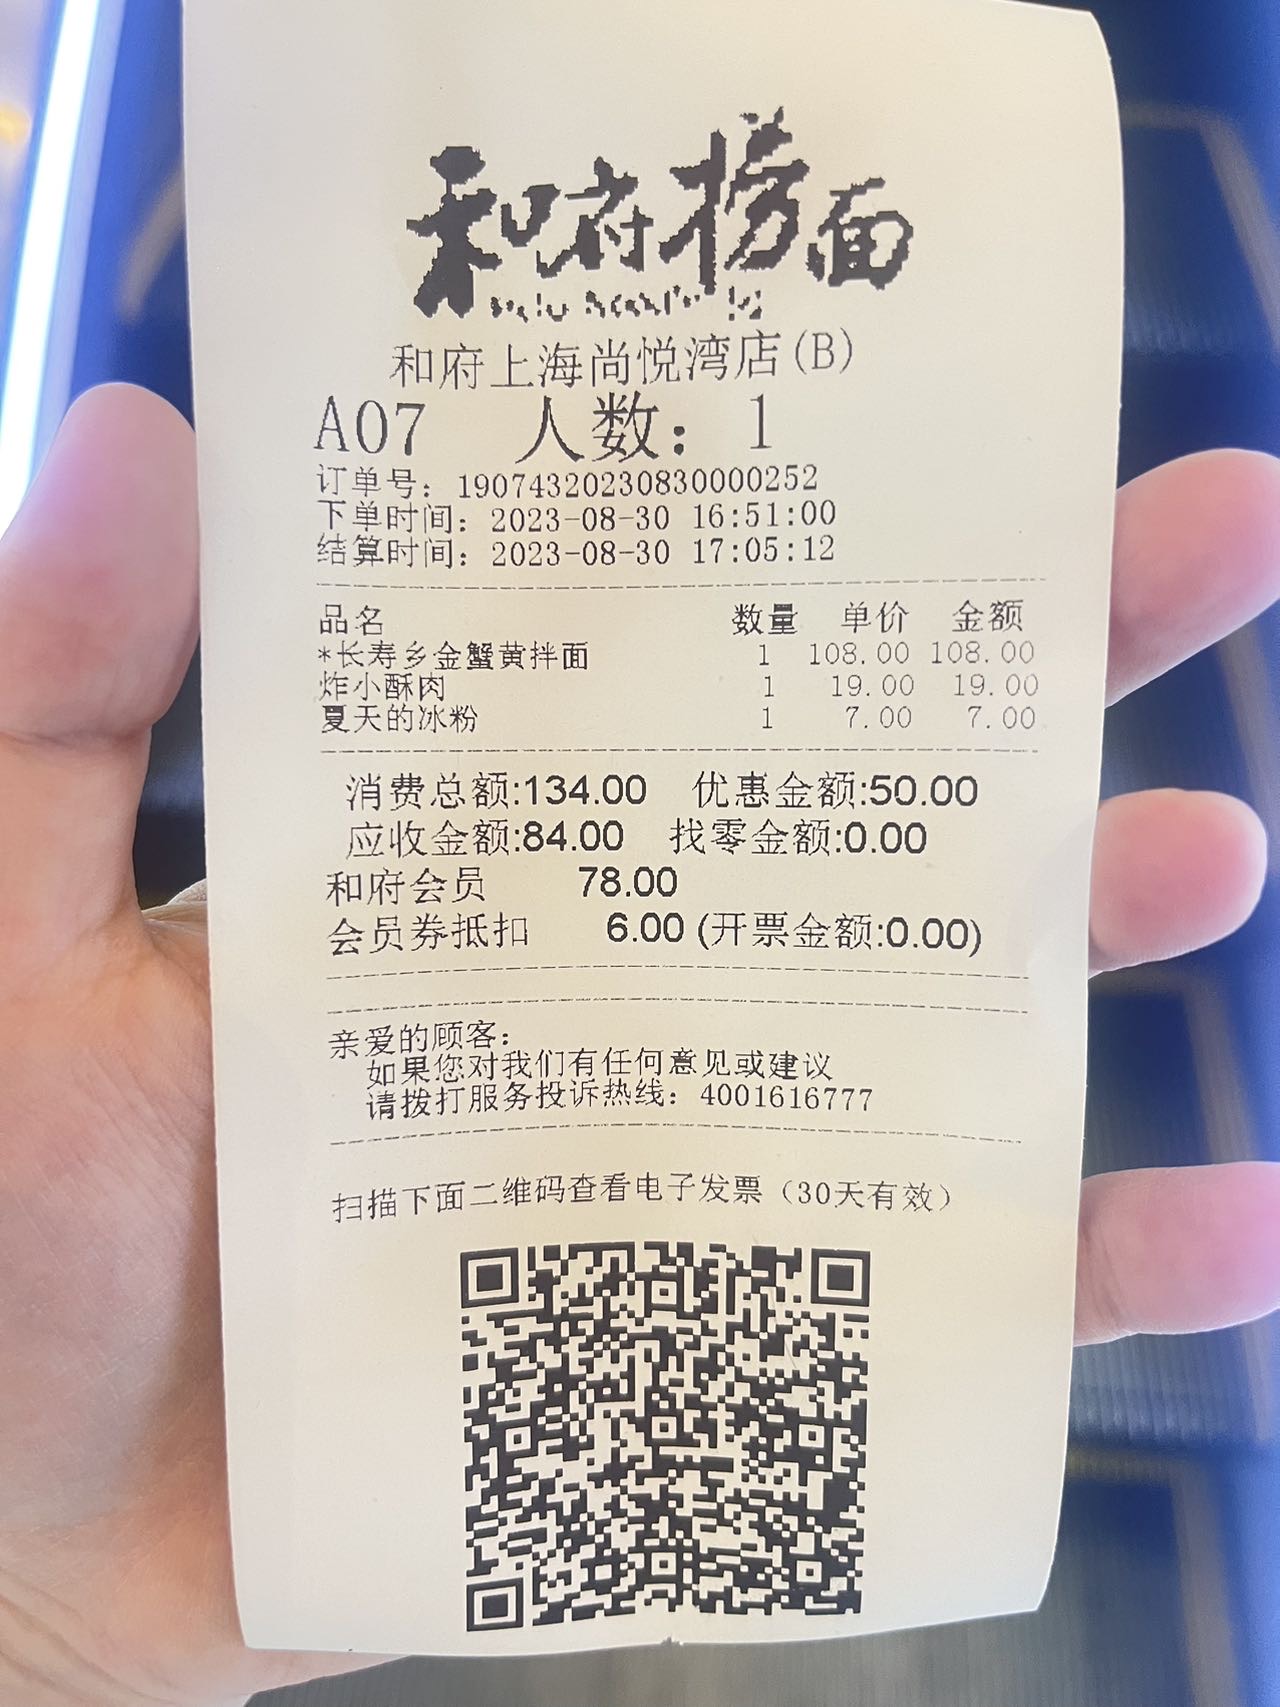 和府捞面
和府上海尚悦湾店(B)
A07 人数: 1
订单号: 19074320230830000252
下单时间: 2023-08-30 16:51:00
结算时间: 2023-08-30 17:05:12
品名 数量 单价 金额
*长寿乡金蟹黄拌面 1 108.00 108.00
炸小酥肉 1 19.00 19.00
夏天的冰粉 1 7.00 7.00
消费总额:134.00 优惠金额:50.00
应收金额:84.00 找零金额:0.00
和府会员 78.00
会员券抵扣 6.00 (开票金额:0.00)
亲爱的顾客:
如果您对我们有任何意见或建议
请拨打服务投诉热线: 4001616777
扫描下面二维码查看电子发票（30天有效）